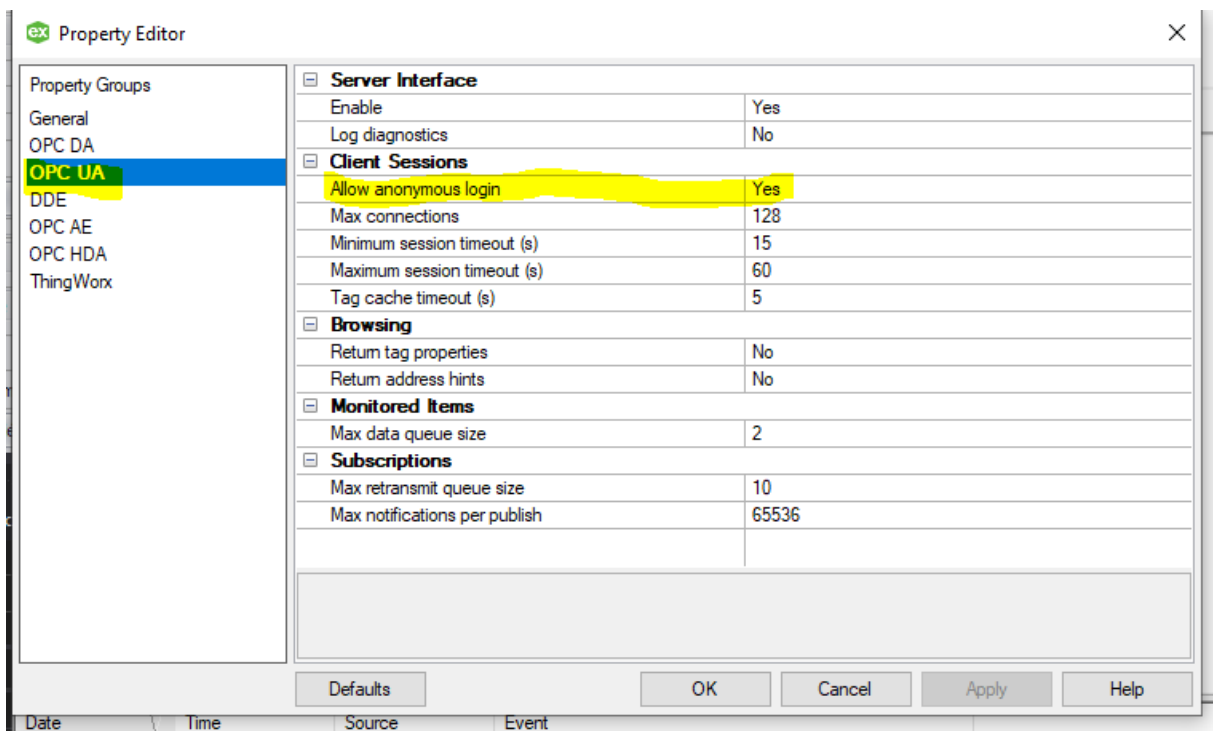 ex Property Editor
Property Groups
General
OPC DA
OPC UA
DDE
OPC AE
OPC HDA
ThingWorx
Server Interface
Enable Yes
Log diagnostics No
Client Sessions
Allow anonymous login Yes
Max connections 128
Minimum session timeout (s) 15
Maximum session timeout (s) 60
Tag cache timeout (s) 5
Browsing
Return tag properties No
Return address hints No
Monitored Items
Max data queue size 2
Subscriptions
Max retransmit queue size 10
Max notifications per publish 65536
Defaults OK Cancel Apply Help
Date Time Source Event